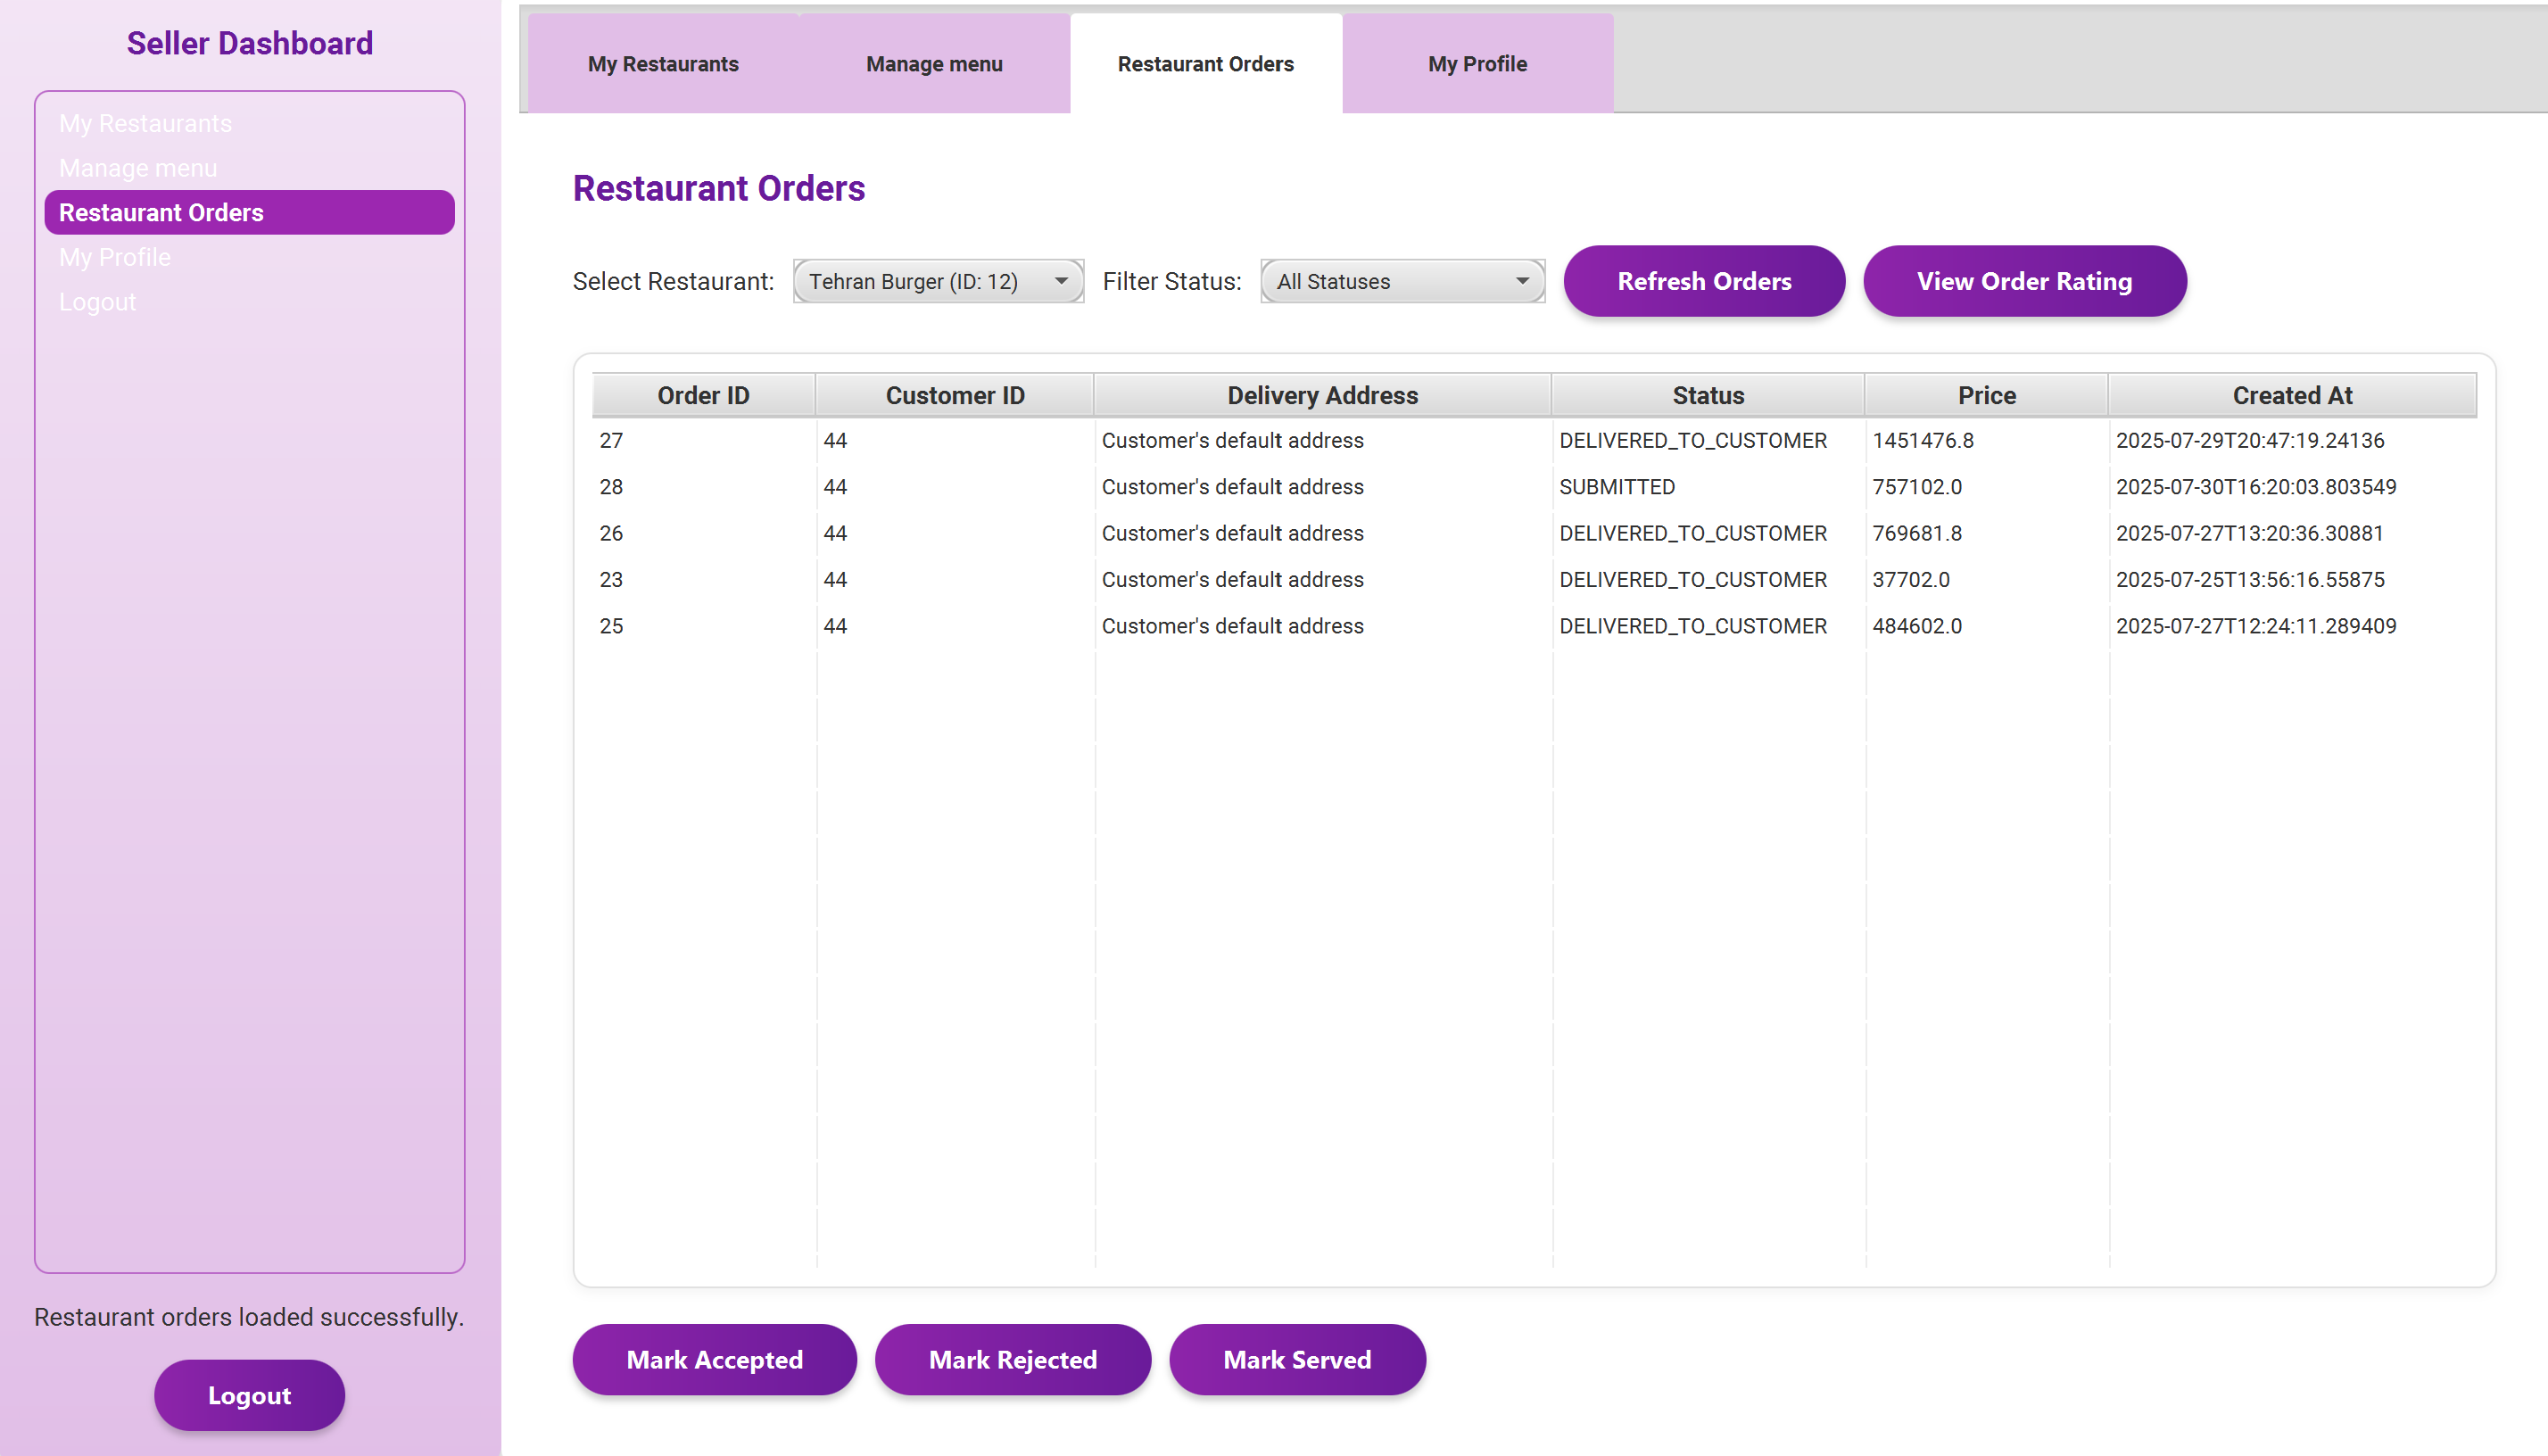 Seller Dashboard
My Restaurants
Manage menu
Restaurant Orders
My Profile
Logout
Restaurant orders loaded successfully.
Logout
My Restaurants Manage menu Restaurant Orders My Profile
Restaurant Orders
Select Restaurant: Tehran Burger (ID: 12) Filter Status: All Statuses Refresh Orders View Order Rating
Order ID Customer ID Delivery Address Status Price Created At
27 44 Customer's default address DELIVERED_TO_CUSTOMER 1451476.8 2025-07-29T20:47:19.24136
28 44 Customer's default address SUBMITTED 757102.0 2025-07-30T16:20:03.803549
26 44 Customer's default address DELIVERED_TO_CUSTOMER 769681.8 2025-07-27T13:20:36.30881
23 44 Customer's default address DELIVERED_TO_CUSTOMER 37702.0 2025-07-25T13:56:16.55875
25 44 Customer's default address DELIVERED_TO_CUSTOMER 484602.0 2025-07-27T12:24:11.289409
Mark Accepted Mark Rejected Mark Served